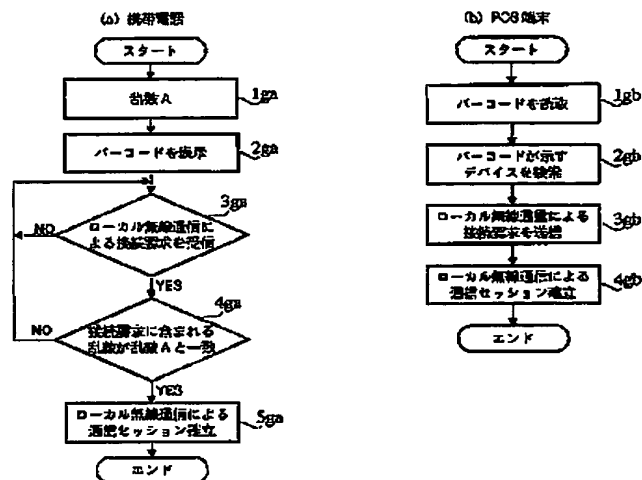 (a) 携帯電話
スタート
乱数A
1ga
バーコードを表示
2ga
ローカル無線通信に
よる接続要求を受信
3ga
NO
YES
接続要求に含まれる
乱数が乱数Aと一致
4ga
NO
YES
ローカル無線通信による
通信セッション確立
5ga
エンド
(b) POS端末
スタート
バーコードを読取
1gb
バーコードが示す
デバイスを検索
2gb
ローカル無線通信による
接続要求を送信
3gb
ローカル無線通信による
通信セッション確立
4gb
エンド